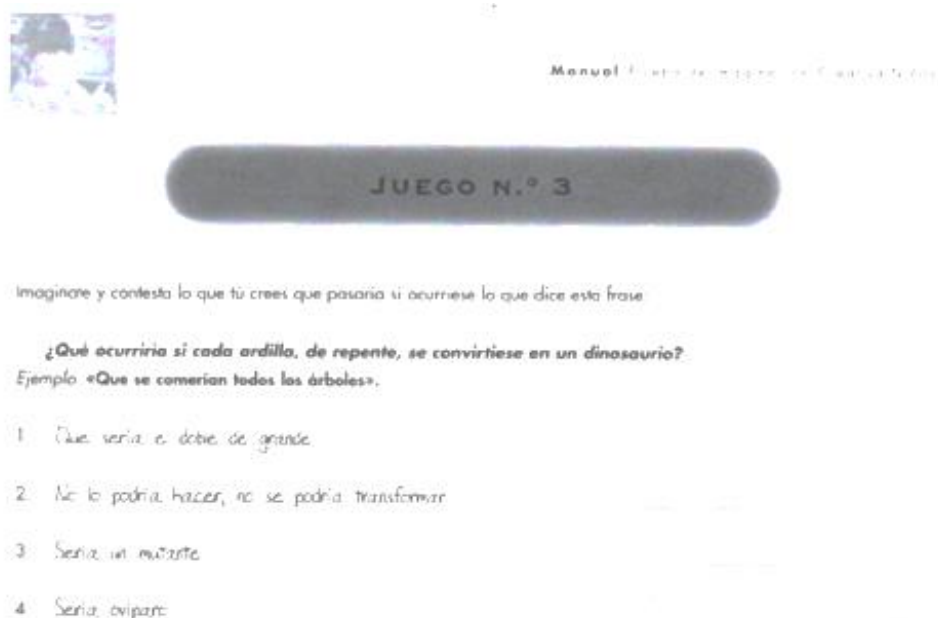 Manual
JUEGO N.º 3
Imagínate y contesta lo que tú crees que pasaría si ocurriese lo que dice esta frase
¿Qué ocurriría si cada ardilla, de repente, se convirtiese en un dinosaurio?
Ejemplo «Que se comerían todos los árboles».
1 Que sería e doble de grande
2 No lo podría hacer, no se podría transformar
3 Sería un mutante
4 Sería oviparo